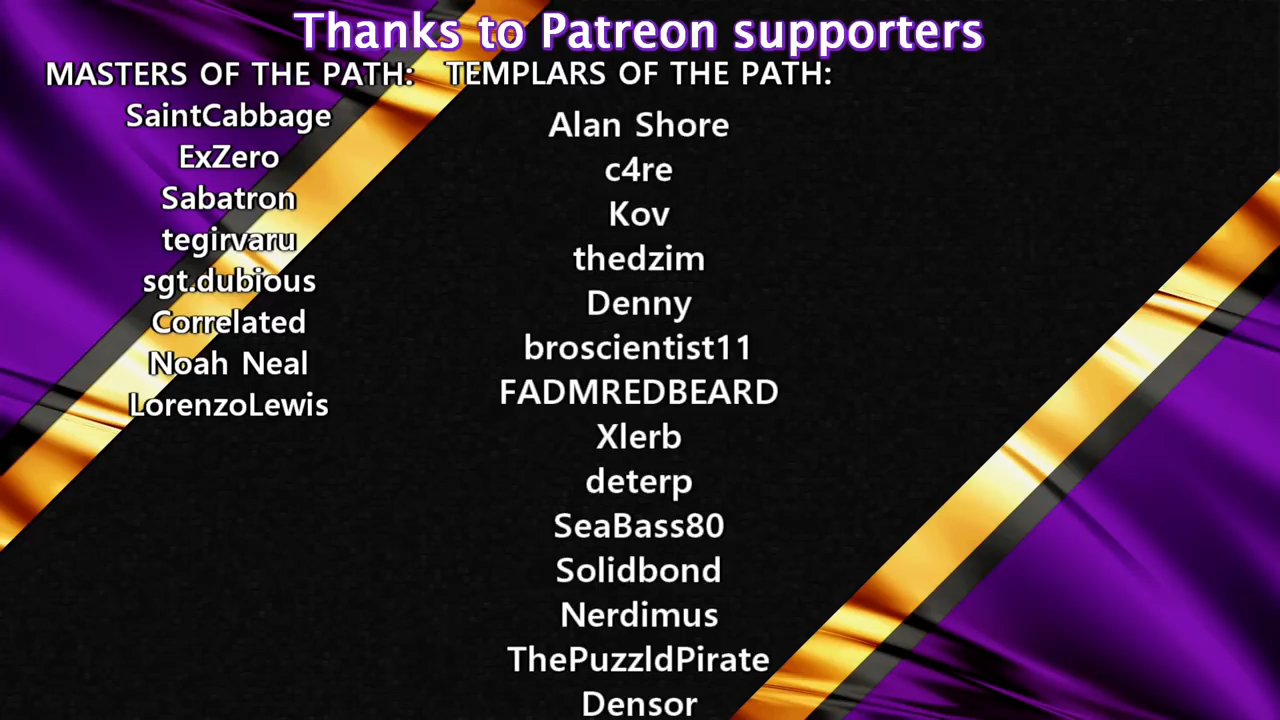 Thanks to Patreon supporters
MASTERS OF THE PATH:
SaintCabbage
ExZero
Sabatron
tegirvaru
sgt.dubious
Correlated
Noah Neal
LorenzoLewis
TEMPLARS OF THE PATH:
Alan Shore
c4re
Kov
thedzim
Denny
broscientist11
FADMREDBEARD
Xlerb
deterp
SeaBass80
Solidbond
Nerdimus
ThePuzzldPirate
Densor